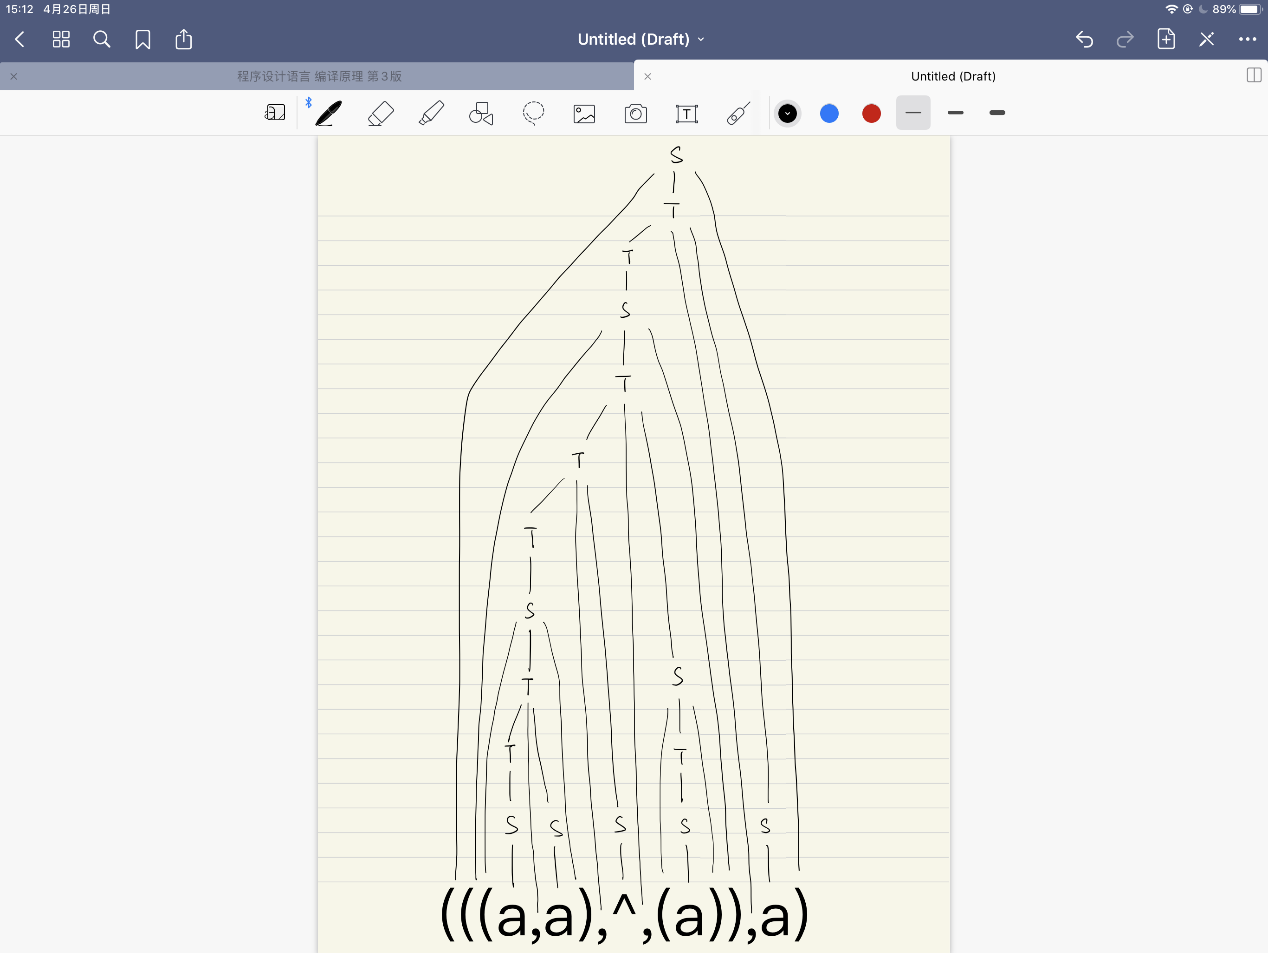 15:12 4月26日周日
89%
Untitled (Draft)
程序设计语言 编译原理 第3版
Untitled (Draft)
T
S
T
T
S
T
T
T
S
S
T
T T
S S S S S
(((a,a),^,(a)),a)